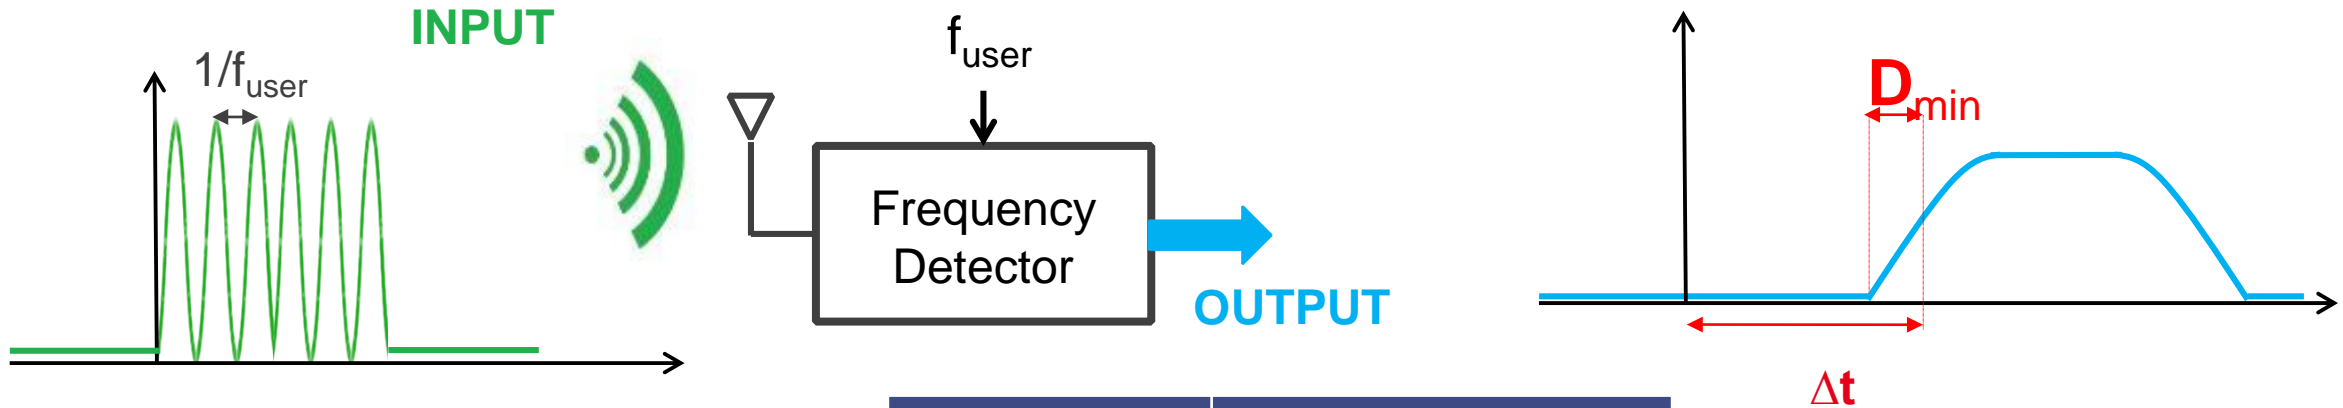 INPUT
1/fuser
fuser
Frequency
Detector
OUTPUT
Dmin
Δt